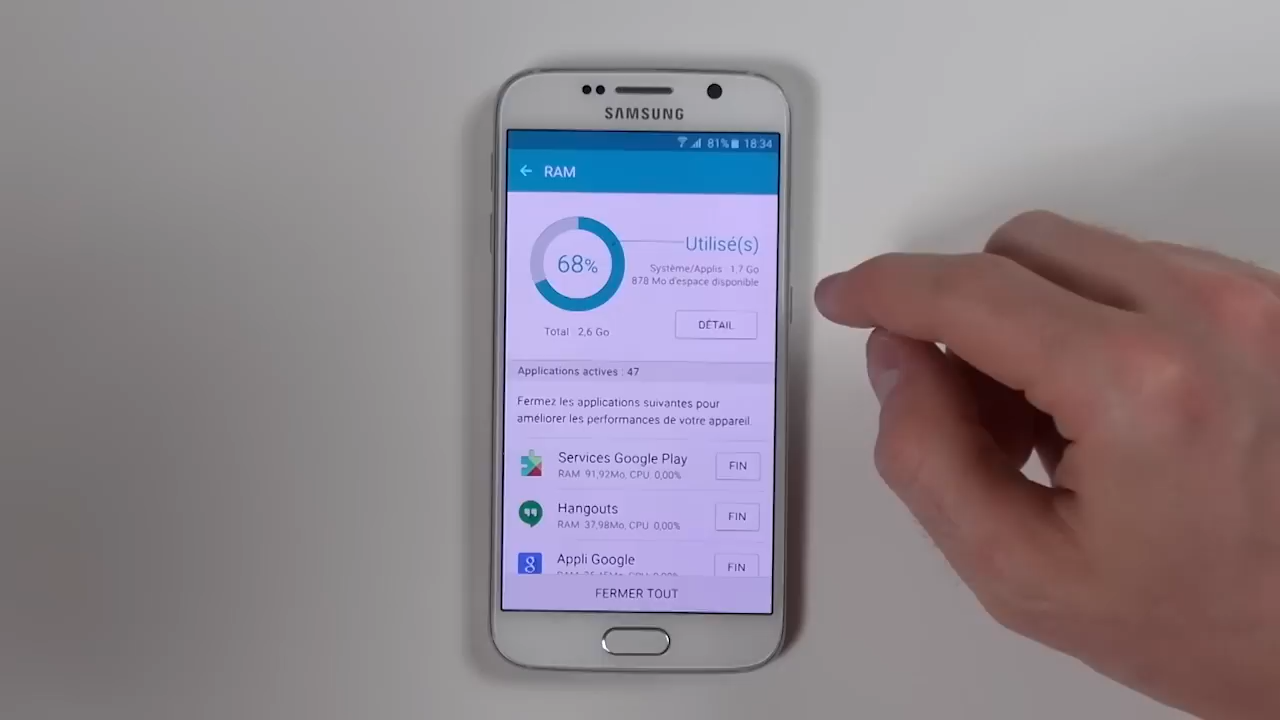 SAMSUNG
81% 18:34
RAM
68%
Utilisé(s)
Système/Applis : 1,7 Go
878 Mo d'espace disponible
Total : 2,6 Go
DÉTAIL
Applications actives : 47
Fermez les applications suivantes pour
améliorer les performances de votre appareil.
Services Google Play
RAM: 91,92Mo, CPU: 0,00%
FIN
Hangouts
RAM: 37,98Mo, CPU: 0,00%
FIN
Appli Google
FIN
FERMER TOUT